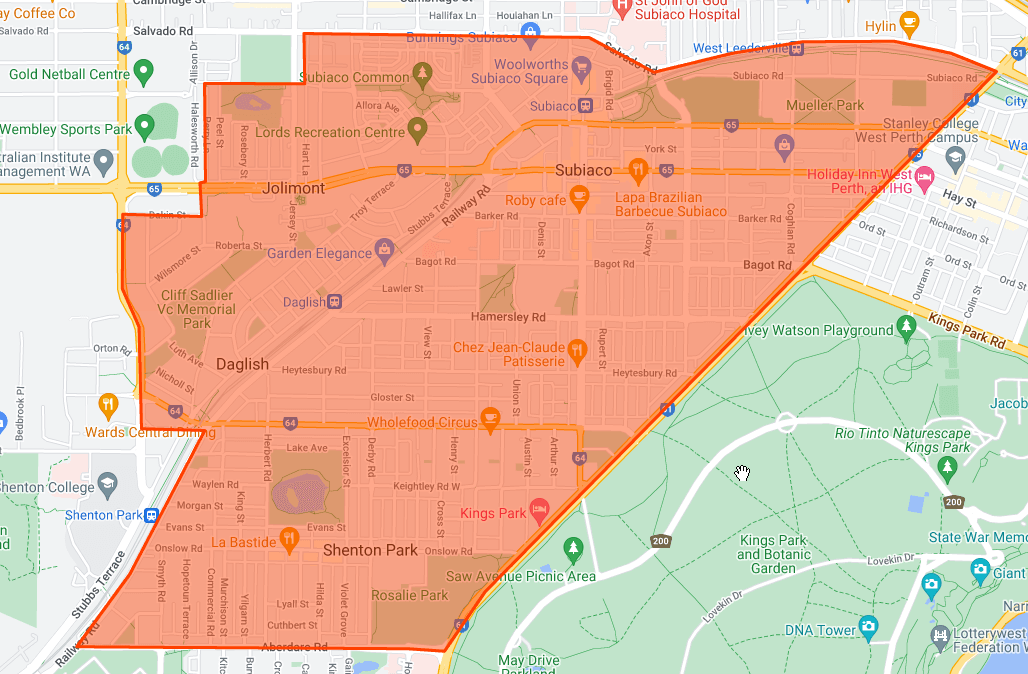 ay Coffee Co
Cambridge St
Hallifax Ln
Houlahan Ln
St John of God
Subiaco Hospital
Salvado Rd
Salvado Rd
Bunnings Subiaco
Hylin
64
61
West Leederville
Salvado Rd
Gold Netball Centre
Allison Dr
Woolworths
Subiaco Square
Subiaco Common
Subiaco Rd
Subiaco Rd
61
City
Brigid Rd
Subiaco
Mueller Park
Allora Ave
Halesworth Rd
Peel St
Rosebery St
Wembley Sports Park
Lords Recreation Centre
65
Stanley College
West Perth Campus
Wa
Hart La
York St
tralian Institute
anagement WA
65
Subiaco
65
65
Holiday Inn West
Perth, an IHG
65
Jolimont
Hay St
Troy Terrace
Stubbs Terrace
Railway Rd
Roby cafe
Lapa Brazilian
Barbecue Subiaco
Jersey St
Barker Rd
Barker Rd
Coghlan Rd
Ord St
Richardson St
64
Denis St
Axon St
Roberta St
Wilsmore St
Garden Elegance
Bagot Rd
Bagot Rd
Bagot Rd
Ord St
Ord St
Outram St
Colin St
Cliff Sadlier
Vc Memorial
Park
Daglish
Lawler St
Hamersley Rd
Kings Park Rd
Ivey Watson Playground
Orton Rd
Luth Ave
View St
Chez Jean-Claude
Patisserie
Rupert St
Daglish
Heytesbury Rd
Heytesbury Rd
Nicholl St
Union St
Bedbrook Pl
Gloster St
61
Jacob
64
64
Wholefood Circus
Wards Central Dining
Rio Tinto Naturescape
Kings Park
Lake Ave
Herbert Rd
Excelsior St
Derby Rd
Henry St
Austin St
Arthur St
64
Shenton College
Waylen Rd
Keightley Rd W
King St
Morgan St
Cross St
200
Shenton Park
Evans St
Evans St
Kings Park
State War Memo
La Bastide
200
Kings Park
and Botanic
Garden
Onslow Rd
Shenton Park
Onslow Rd
Lovekin Dr
Stubbs Terrace
Smyth Rd
Hopetoun Terrace
Commercial Rd
Murchison St
Yilgarn St
Hilda St
Violet Grove
Saw Avenue Picnic Area
Giant
Rosalie Park
Lyall St
Lovekin Dr
Cuthbert St
61
DNA Tower
Lotterywest
Federation W
Railway Rd
Aberdare Rd
May Drive
Parkland